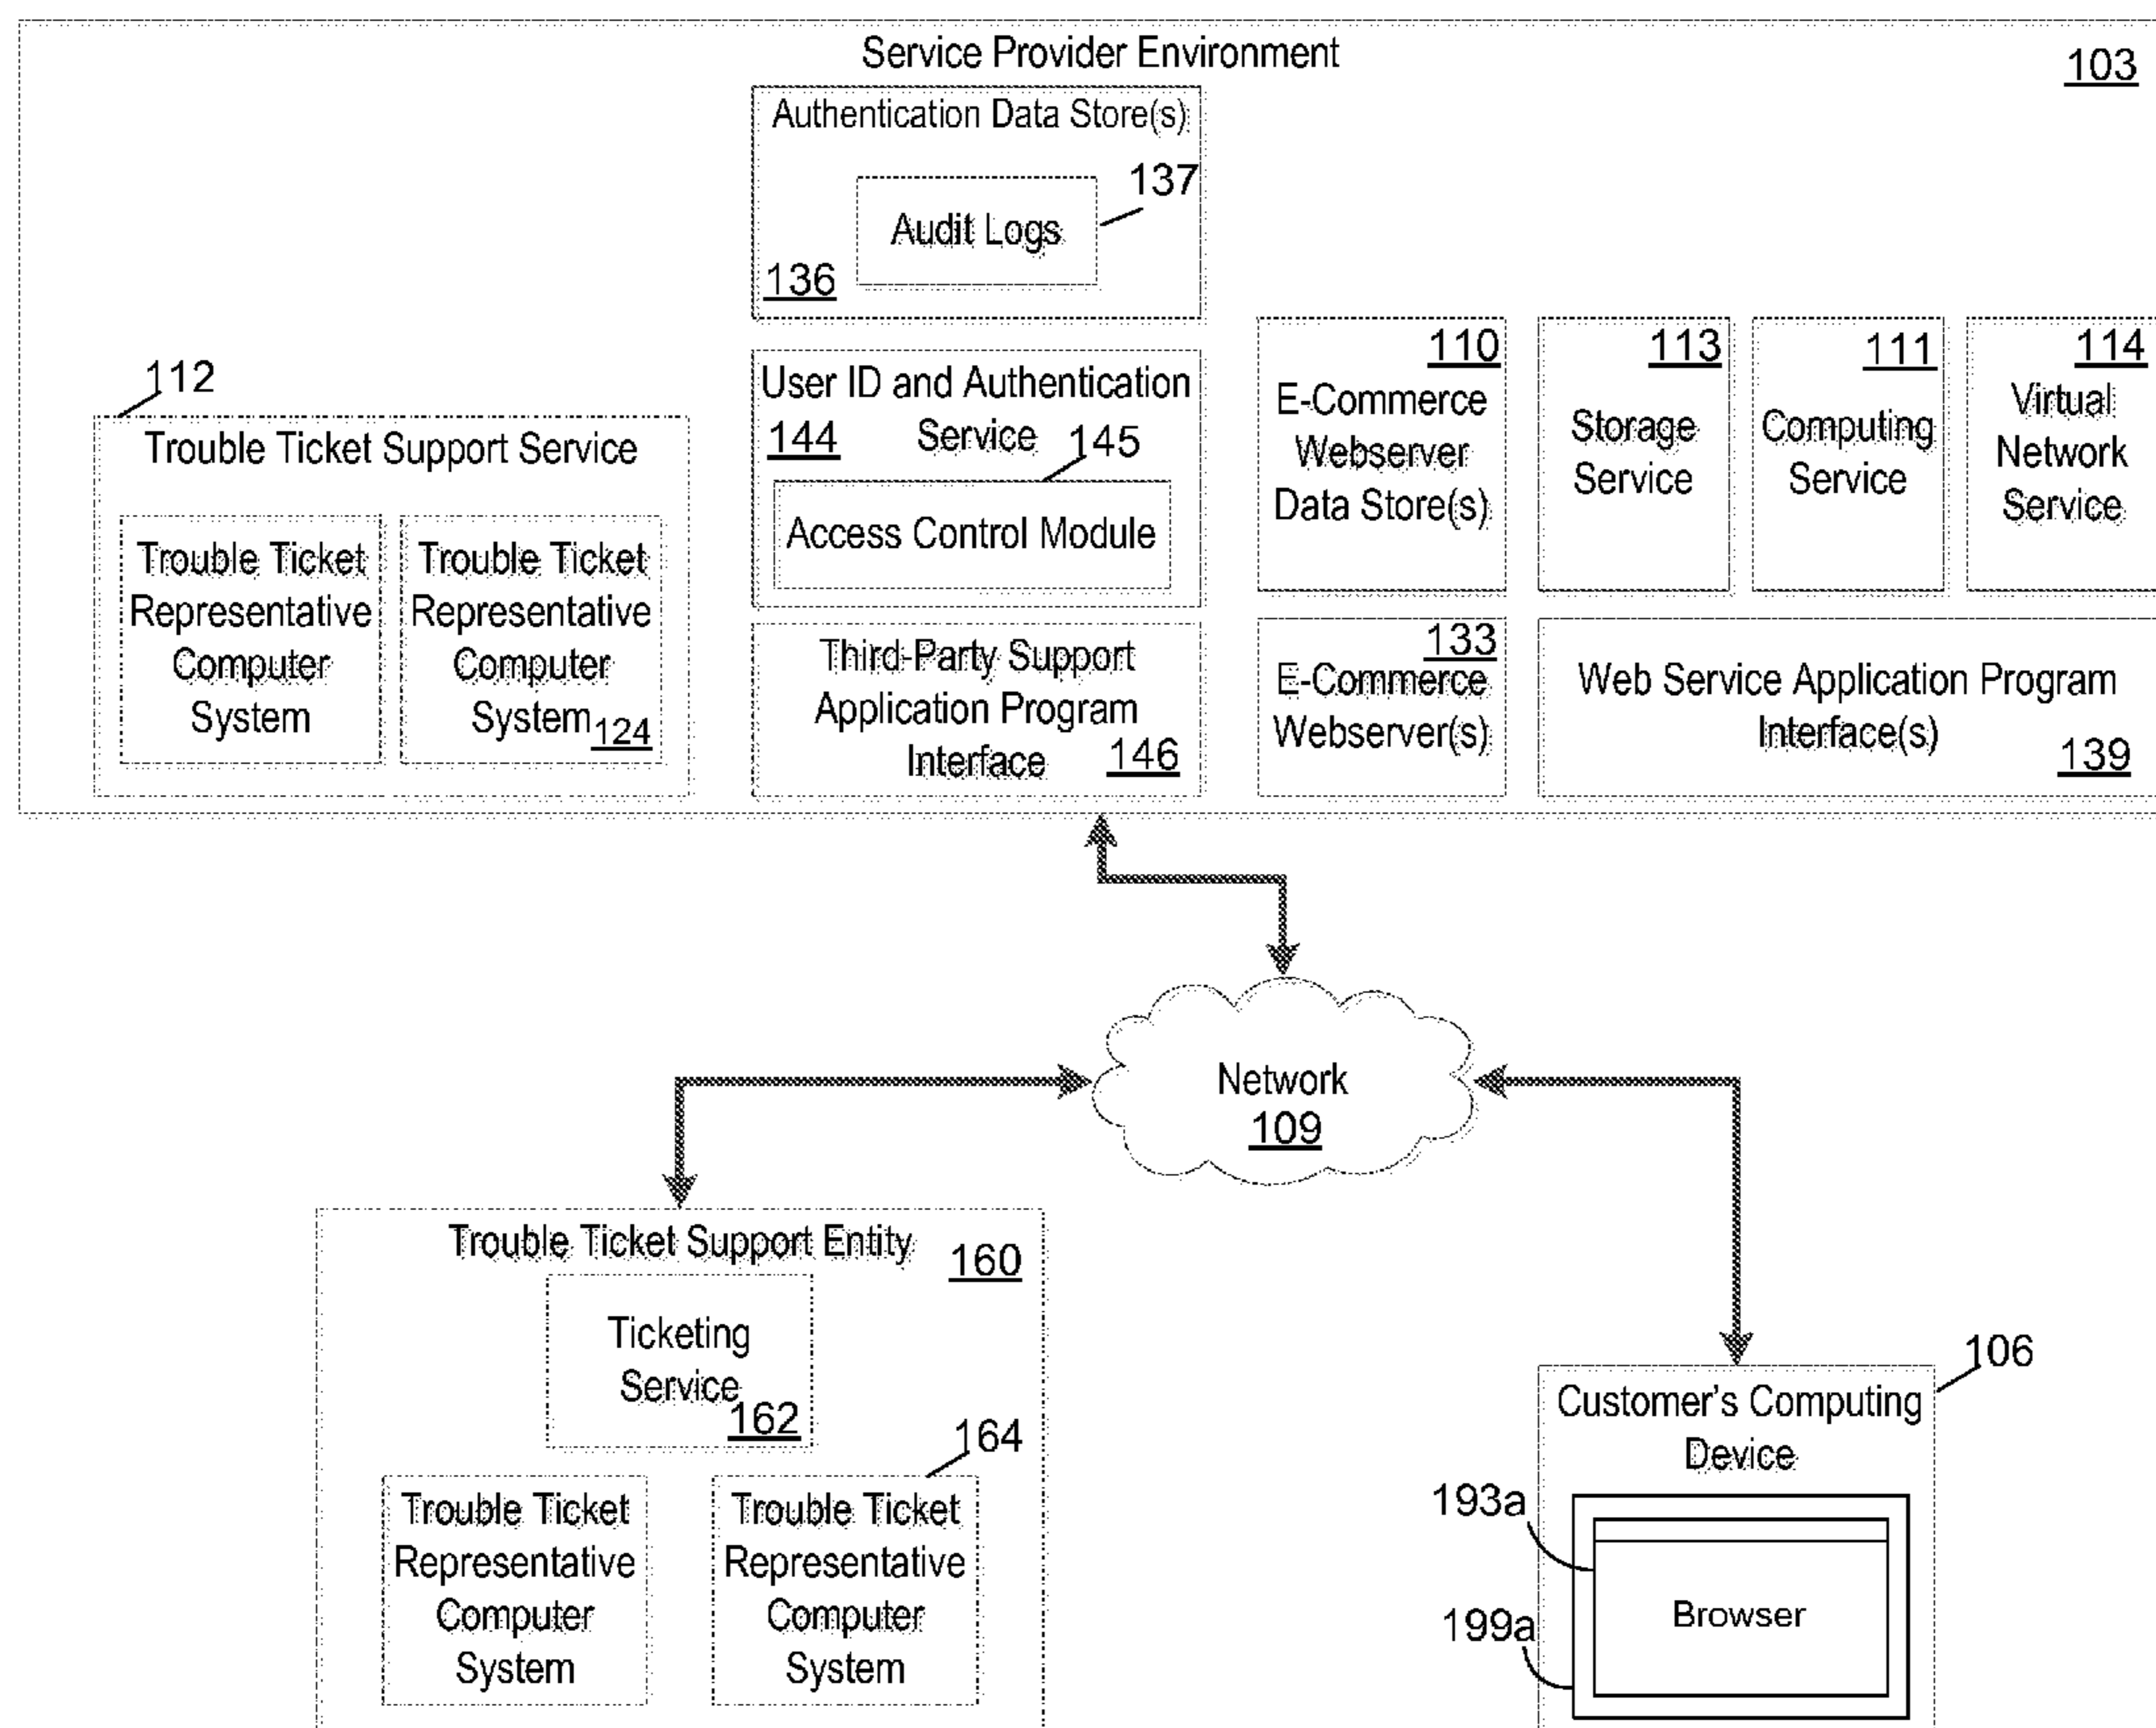 Service Provider Environment
103
Authentication Data Store(s)
137
Audit Logs
136
112
Trouble Ticket Support Service
Trouble Ticket
Representative
Computer
System
Trouble Ticket
Representative
Computer
System
124
User ID and Authentication
Service
144
145
Access Control Module
Third-Party Support
Application Program
Interface
146
110
E-Commerce
Webserver
Data Store(s)
113
Storage
Service
111
Computing
Service
114
Virtual
Network
Service
133
E-Commerce
Webserver(s)
Web Service Application Program
Interface(s)
139
Network
109
Trouble Ticket Support Entity
160
Ticketing
Service
162
164
Trouble Ticket
Representative
Computer
System
Trouble Ticket
Representative
Computer
System
106
Customer's Computing
Device
193a
Browser
199a